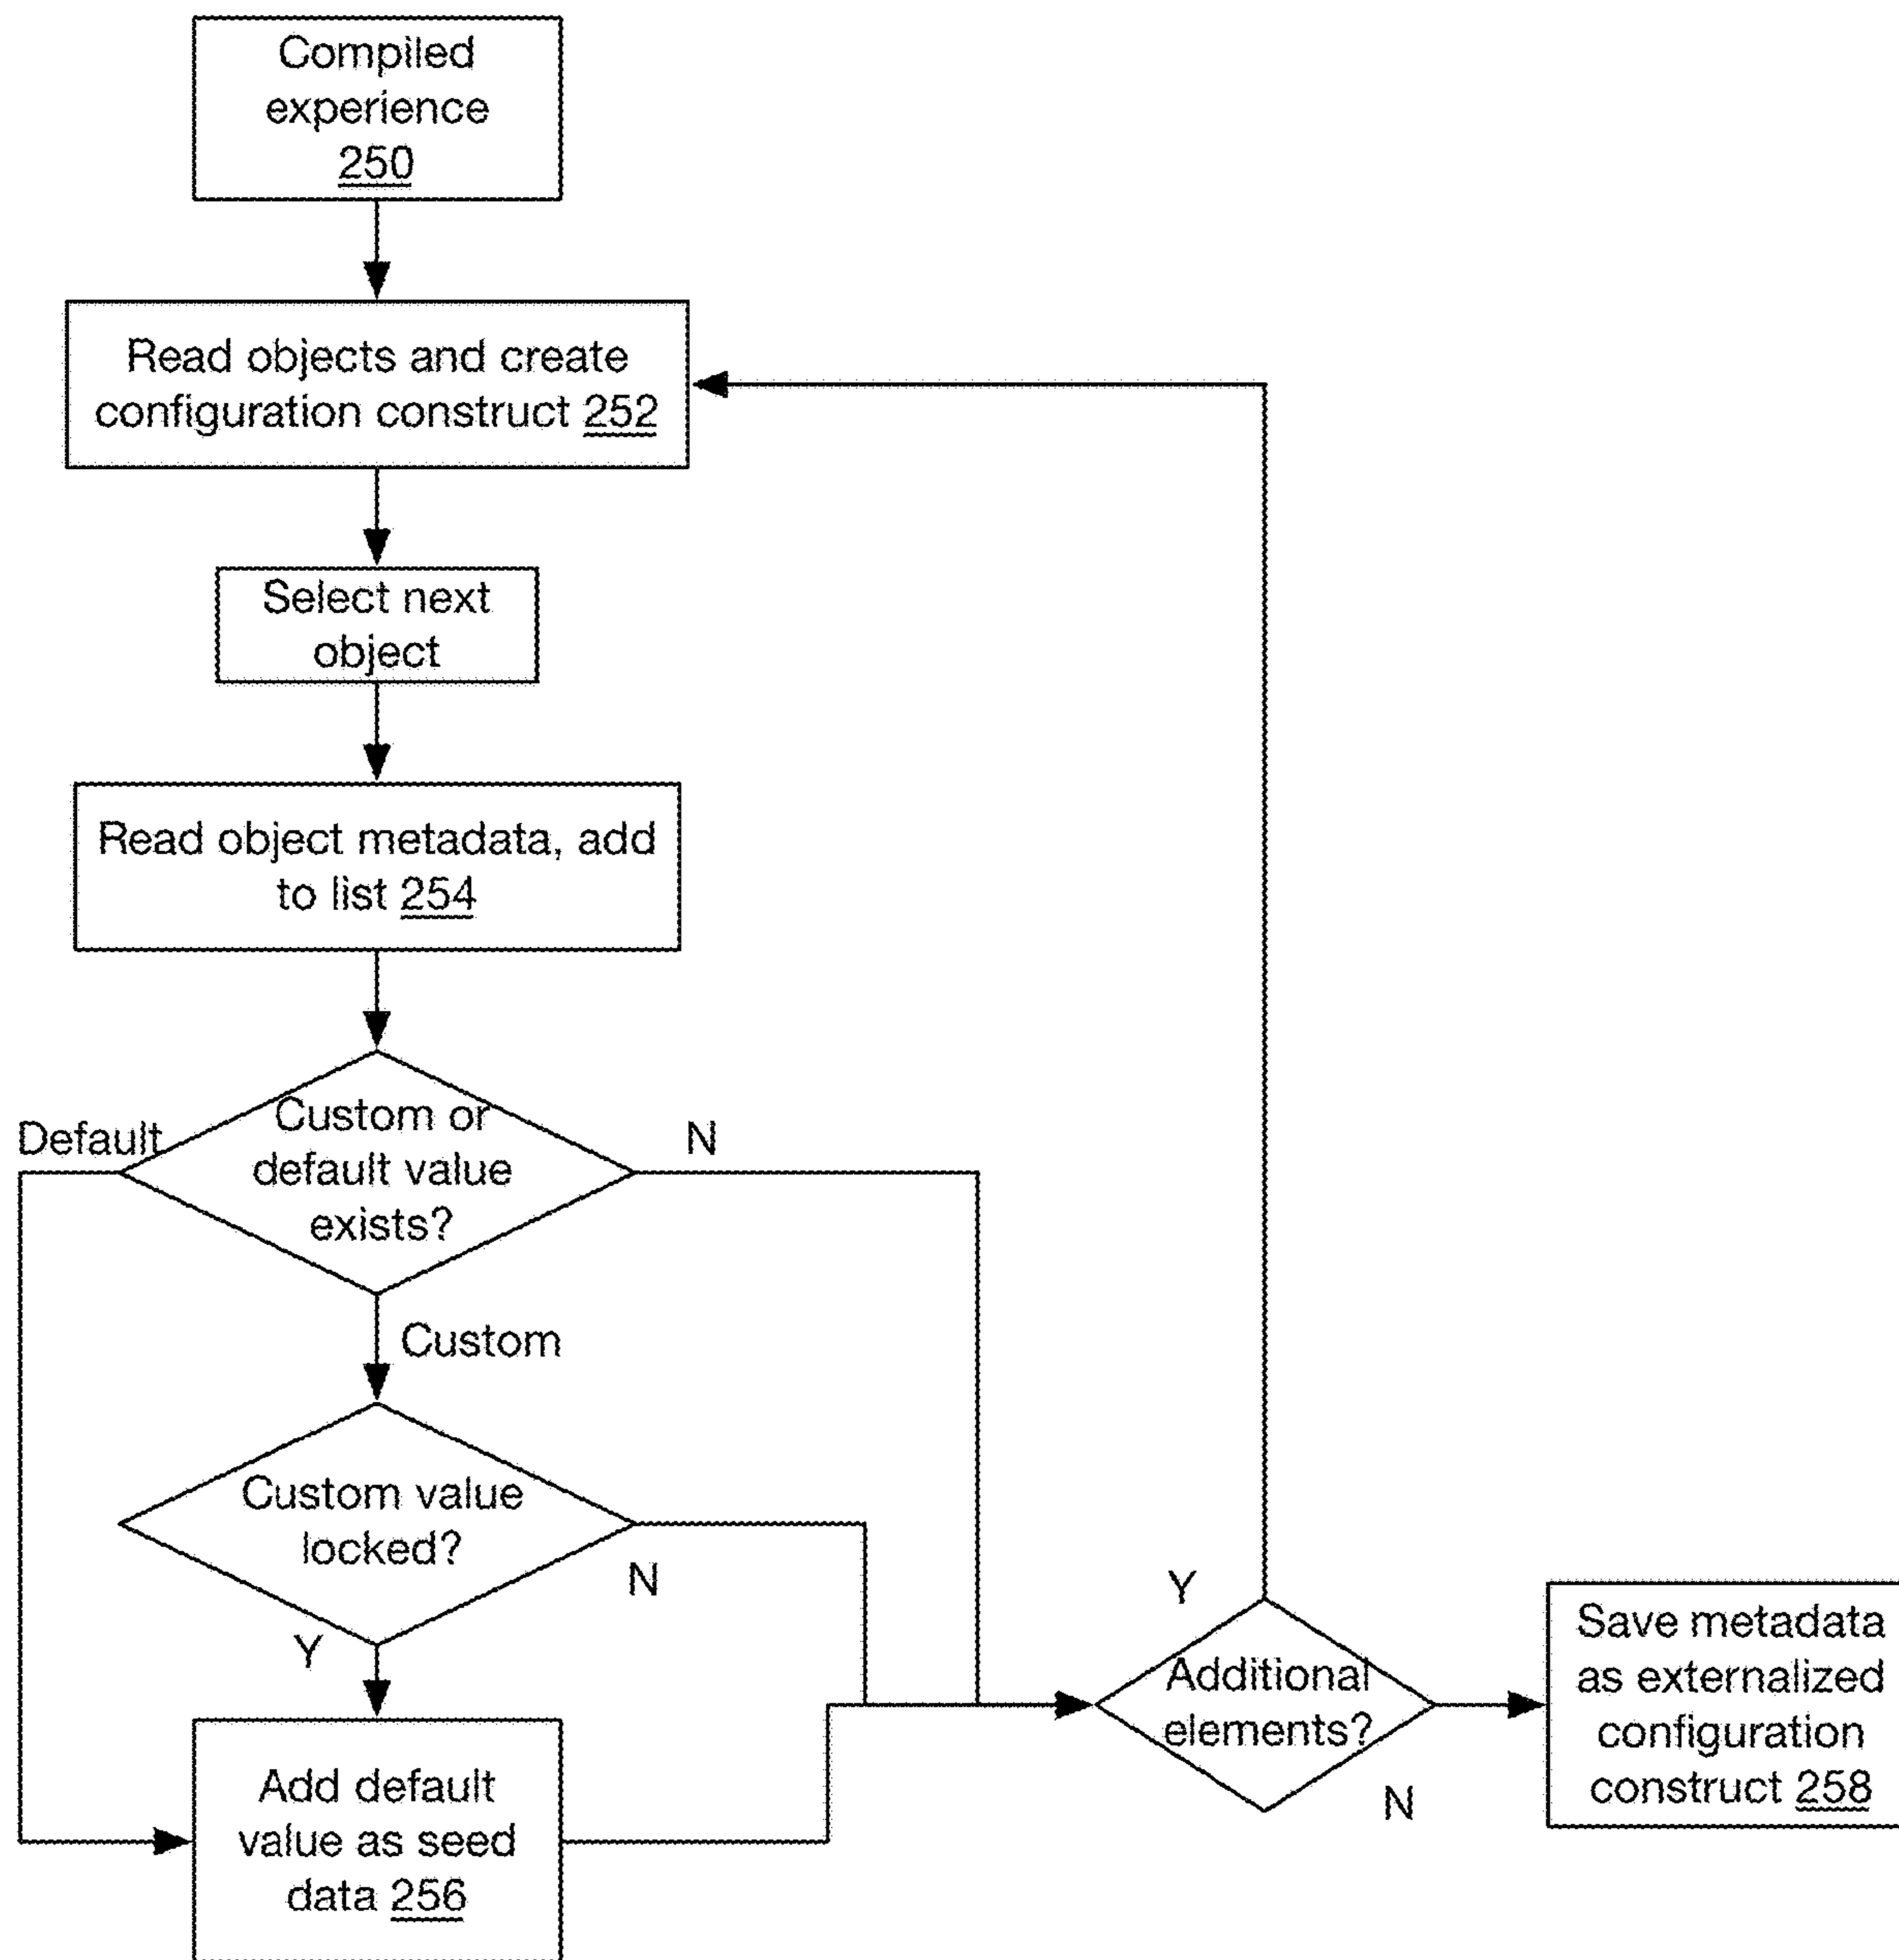 Compiled
experience
250
Read objects and create
configuration construct 252
Select next
object
Read object metadata, add
to list 254
Default
Custom or
default value
exists?
N
Custom
Custom value
locked?
N
Y
Add default
value as seed
data 256
Y
Additional
elements?
N
Save metadata
as externalized
configuration
construct 258